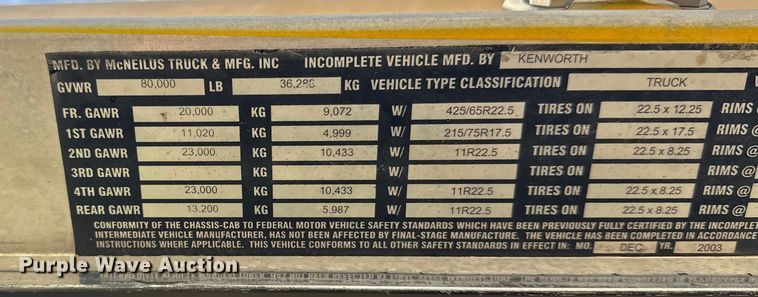 MFD. BY McNEILUS TRUCK & MFG. INC INCOMPLETE VEHICLE MFD. BY KENWORTH
GVWR 80,000 LB 36,286 KG VEHICLE TYPE CLASSIFICATION TRUCK
FR. GAWR 20,000 KG 9,072 W/ 425/65R22.5 TIRES ON 22.5 x 12.25 RIMS @
1ST GAWR 11,020 KG 4,999 W/ 215/75R17.5 TIRES ON 22.5 x 17.5 RIMS @
2ND GAWR 23,000 KG 10,433 W/ 11R22.5 TIRES ON 22.5 x 8.25 RIMS @
3RD GAWR KG W/ TIRES ON RIMS @
4TH GAWR 23,000 KG 10,433 W/ 11R22.5 TIRES ON 22.5 x 8.25 RIMS @
REAR GAWR 13,200 KG 5,987 W/ 11R22.5 TIRES ON 22.5 x 8.25 RIMS @
CONFORMITY OF THE CHASSIS-CAB TO FEDERAL MOTOR VEHICLE SAFETY STANDARDS WHICH HAVE BEEN PREVIOUSLY FULLY CERTIFIED BY THE INCOMPLET
INTERMEDIATE VEHICLE MANUFACTURER, HAS NOT BEEN AFFECTED BY FINAL-STAGE MANUFACTURE. THE VEHICLE HAS BEEN COMPLETED IN ACCORDANCE
INSTRUCTIONS WHERE APPLICABLE. THIS VEHICLE CONFORMS TO ALL OTHER SAFETY STANDARDS IN EFFECT IN: MO. DEC YR. 2003
Purple Wave Auction